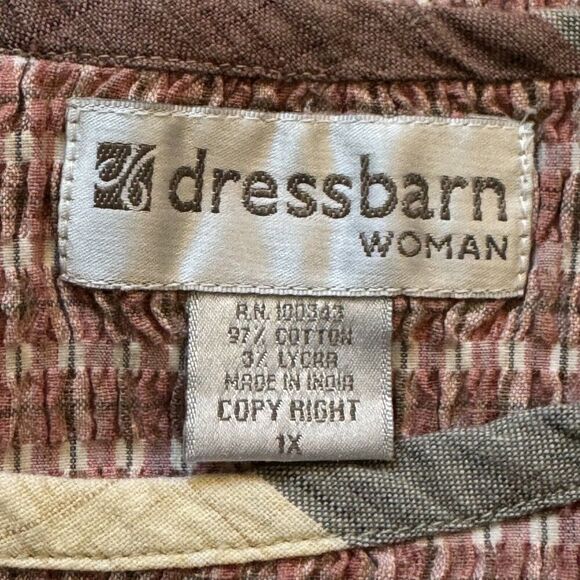 dressbarn
WOMAN
R.N. 100343
97% COTTON
3% LYCRA
MADE IN INDIA
COPY RIGHT
1X